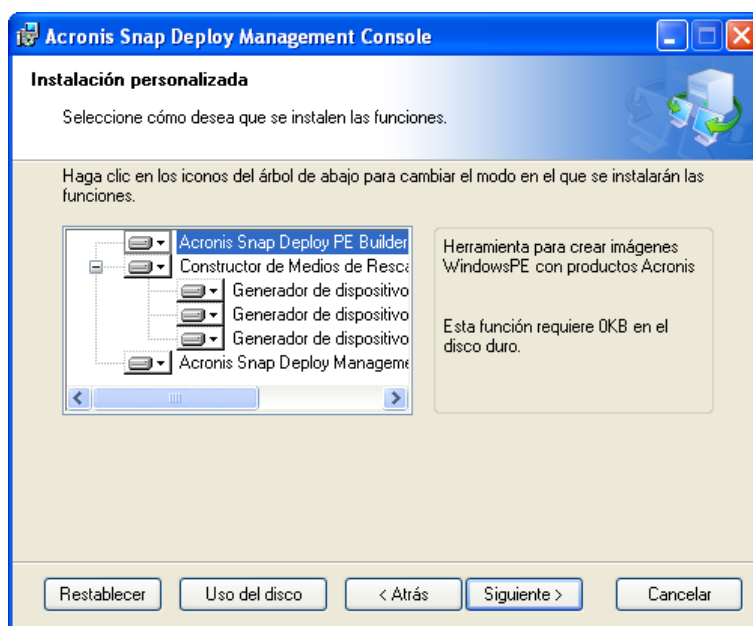 Acronis Snap Deploy Management Console
Instalación personalizada
Seleccione cómo desea que se instalen las funciones.
Haga clic en los iconos del árbol de abajo para cambiar el modo en el que se instalarán las
funciones.
Acronis Snap Deploy PE Builder
Constructor de Medios de Resca
Generador de dispositivo
Generador de dispositivo
Generador de dispositivo
Acronis Snap Deploy Manageme
Herramienta para crear imágenes
WindowsPE con productos Acronis
Esta función requiere 0KB en el
disco duro.
Restablecer
Uso del disco
< Atrás
Siguiente >
Cancelar